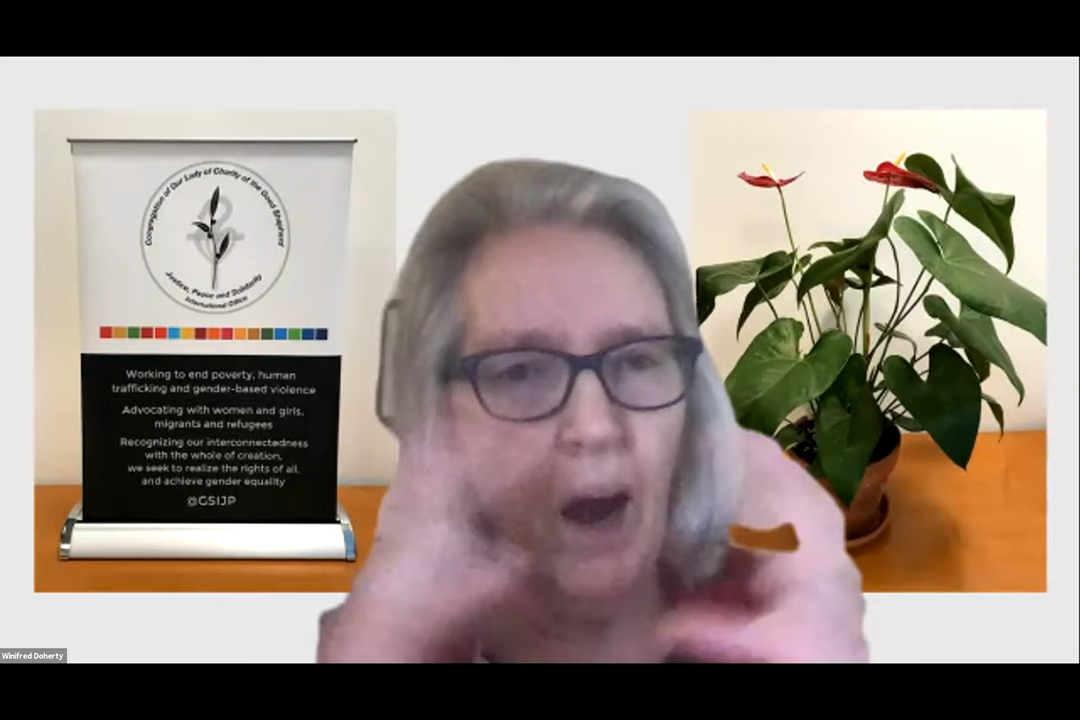 Congregation of Our Lady of Charity of the Good Shepherd
Justice, Peace and Solidarity
International Office
Working to end poverty, human
trafficking and gender-based violence
Advocating with women and girls,
migrants and refugees
Recognizing our interconnectedness
with the whole of creation,
we seek to realize the rights of all,
and achieve gender equality
@GSIJP
Winifred Doherty